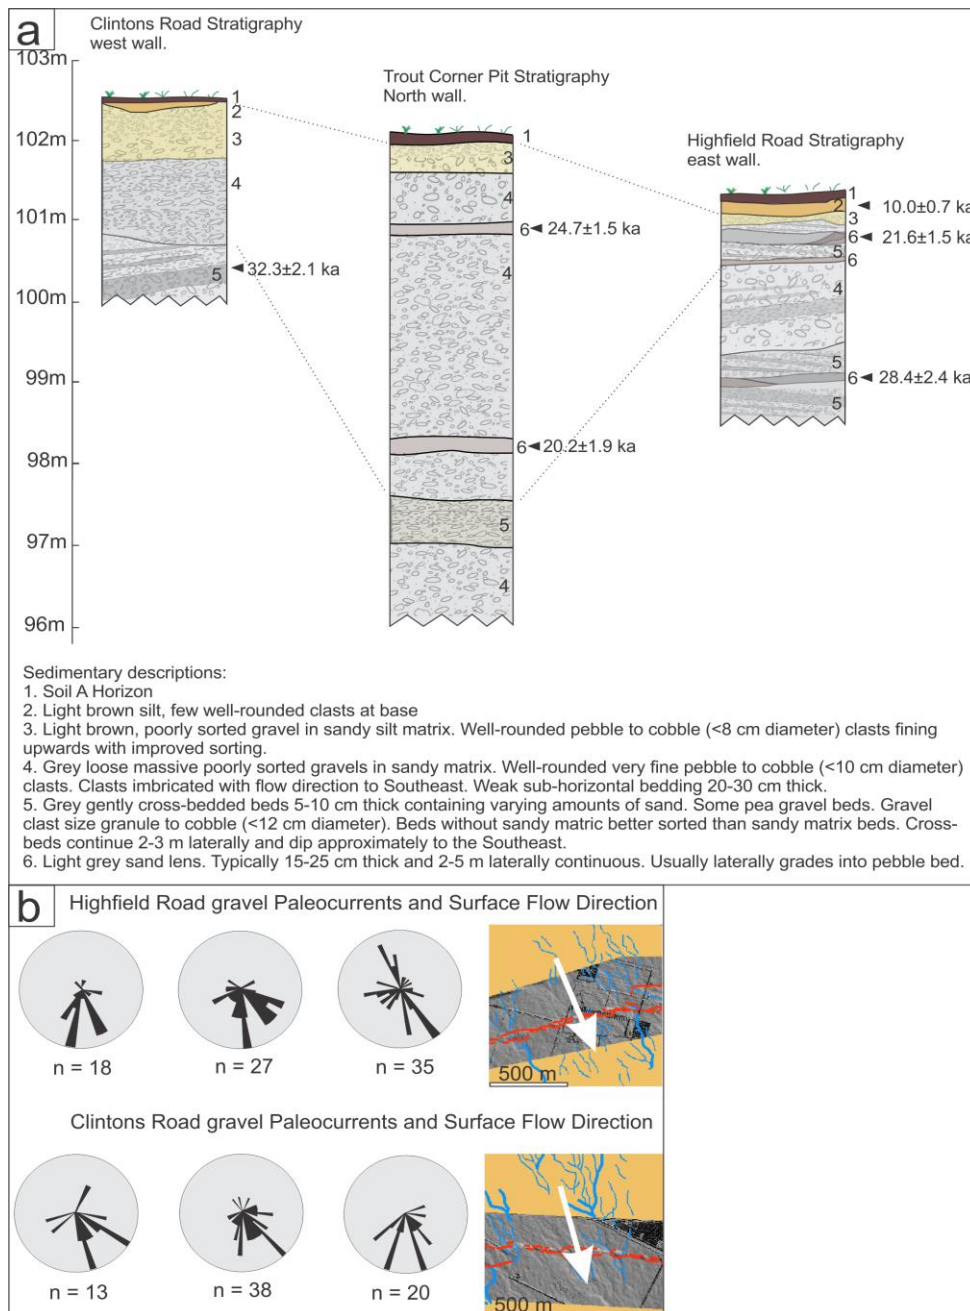 a
Clintons Road Stratigraphy
west wall.
Trout Corner Pit Stratigraphy
North wall.
Highfield Road Stratigraphy
east wall.
103m
102m
101m
100m
99m
98m
97m
96m
1
2
3
4
5
32.3±2.1 ka
1
3
4
6
24.7±1.5 ka
4
6
20.2±1.9 ka
5
4
1
2
10.0±0.7 ka
3
6
21.6±1.5 ka
5
6
4
5
6
28.4±2.4 ka
5
Sedimentary descriptions:
1. Soil A Horizon
2. Light brown silt, few well-rounded clasts at base
3. Light brown, poorly sorted gravel in sandy silt matrix. Well-rounded pebble to cobble (<8 cm diameter) clasts fining
upwards with improved sorting.
4. Grey loose massive poorly sorted gravels in sandy matrix. Well-rounded very fine pebble to cobble (<10 cm diameter)
clasts. Clasts imbricated with flow direction to Southeast. Weak sub-horizontal bedding 20-30 cm thick.
5. Grey gently cross-bedded beds 5-10 cm thick containing varying amounts of sand. Some pea gravel beds. Gravel
clast size granule to cobble (<12 cm diameter). Beds without sandy matric better sorted than sandy matrix beds. Cross-
beds continue 2-3 m laterally and dip approximately to the Southeast.
6. Light grey sand lens. Typically 15-25 cm thick and 2-5 m laterally continuous. Usually laterally grades into pebble bed.
b
Highfield Road gravel Paleocurrents and Surface Flow Direction
n = 18
n = 27
n = 35
500 m
Clintons Road gravel Paleocurrents and Surface Flow Direction
n = 13
n = 38
n = 20
500 m